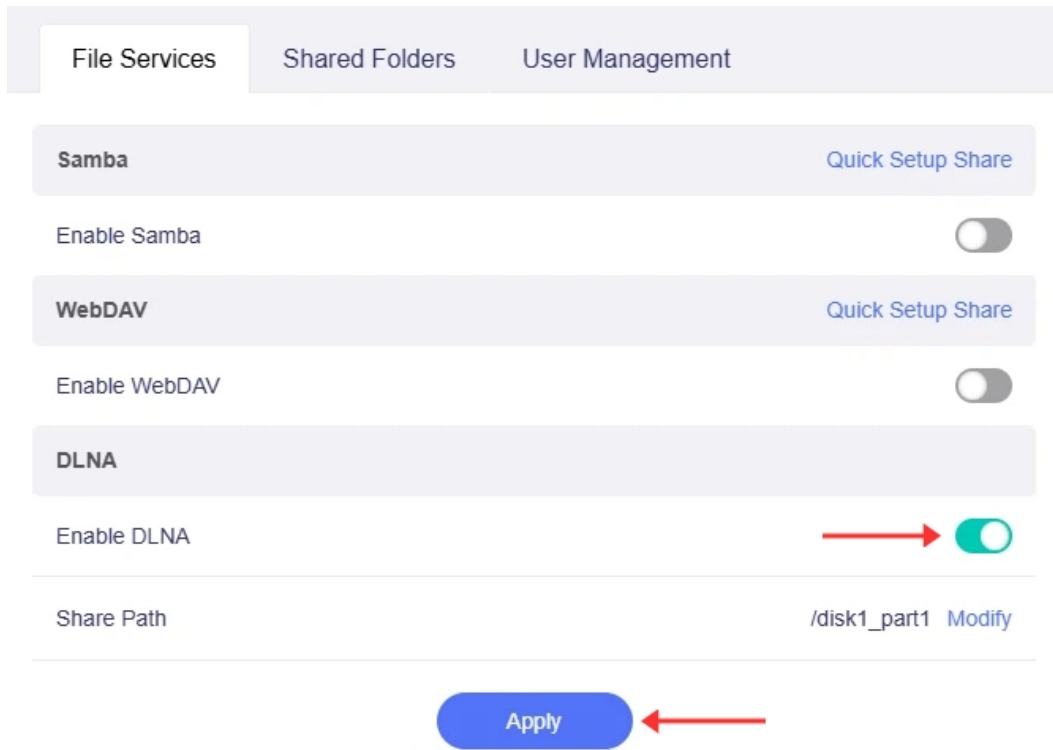 File Services Shared Folders User Management
Samba Quick Setup Share
Enable Samba
WebDAV Quick Setup Share
Enable WebDAV
DLNA
Enable DLNA
Share Path /disk1_part1 Modify
Apply